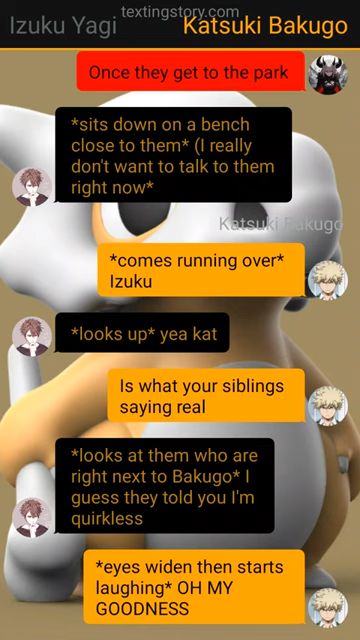 textingstory.com
Izuku Yagi
Katsuki Bakugo
Once they get to the park
*sits down on a bench
close to them* (I really
don't want to talk to them
right now*
Katsuki Bakugo
*comes running over*
Izuku
*looks up* yea kat
Is what your siblings
saying real
*looks at them who are
right next to Bakugo* I
guess they told you I'm
quirkless
*eyes widen then starts
laughing* OH MY
GOODNESS